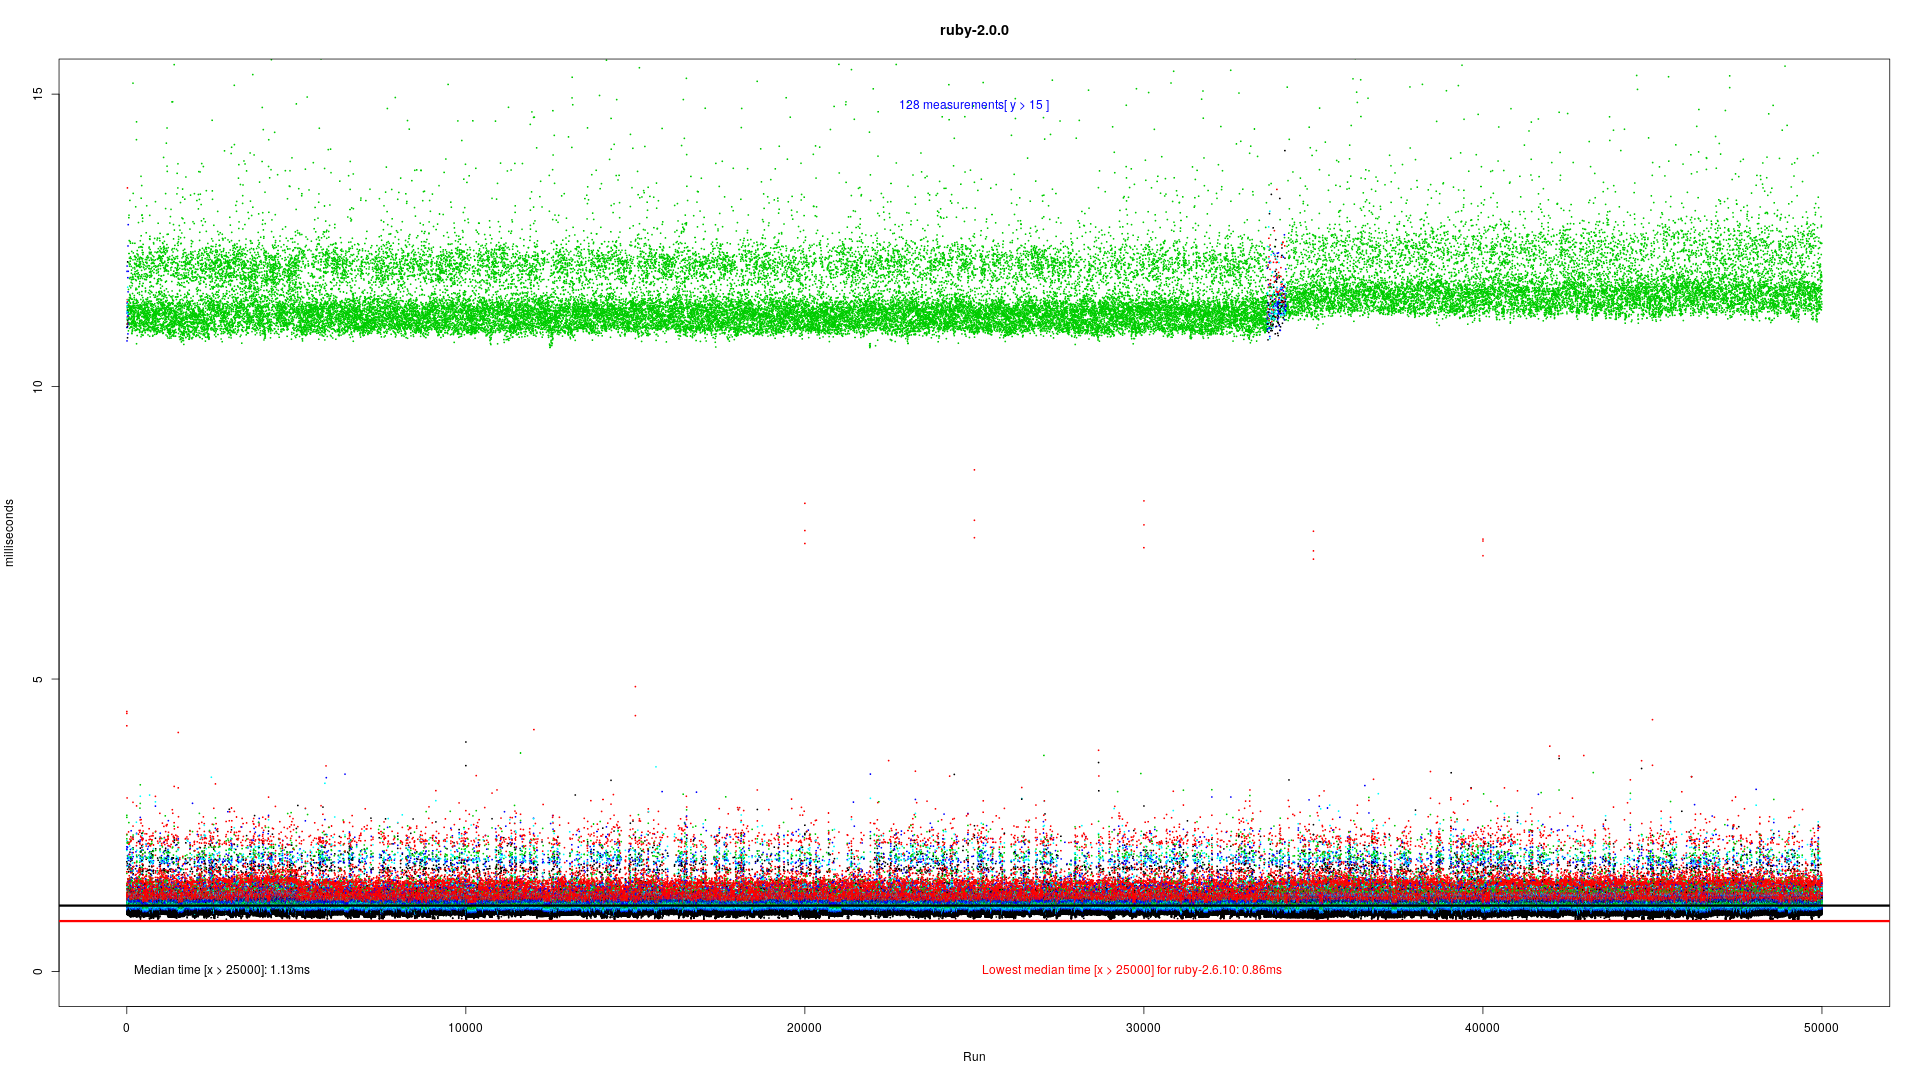 ruby-2.0.0
128 measurements[ y > 15 ]
15
10
5
0
milliseconds
Median time [x > 25000]: 1.13ms
Lowest median time [x > 25000] for ruby-2.6.10: 0.86ms
0 10000 20000 30000 40000 50000
Run